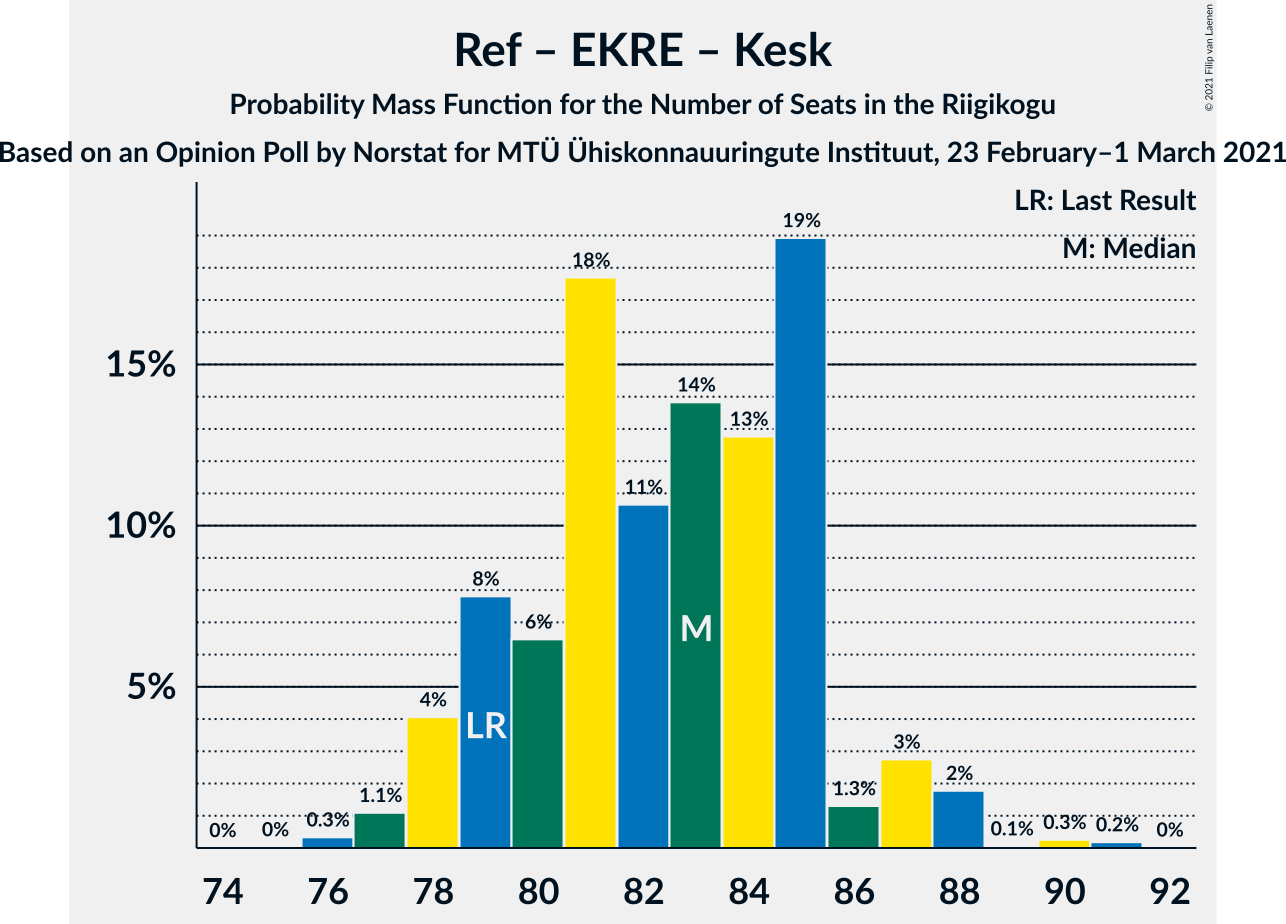 Ref – EKRE – Kesk
Probability Mass Function for the Number of Seats in the Riigikogu
Based on an Opinion Poll by Norstat for MTÜ Ühiskonnauuringute Instituut, 23 February–1 March 2021
© 2021 Filip van Laenen
LR: Last Result
M: Median
15%
10%
5%
0%
0%
0.3%
1.1%
4%
8%
6%
18%
11%
14%
13%
19%
1.3%
3%
2%
0.1%
0.3%
0.2%
0%
LR
M
74 76 78 80 82 84 86 88 90 92